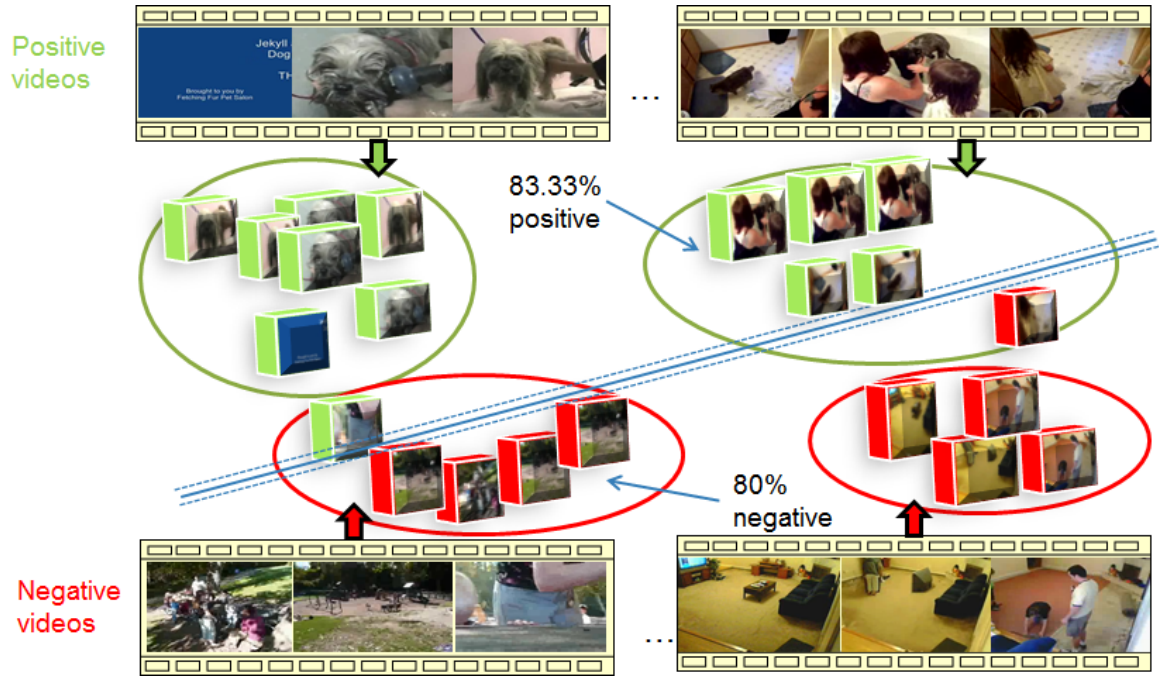 Positive
videos
Jekyll
Dog
TH
Brought to you by
Fetching Fur Pet Salon
...
83.33%
positive
80%
negative
Negative
videos
...